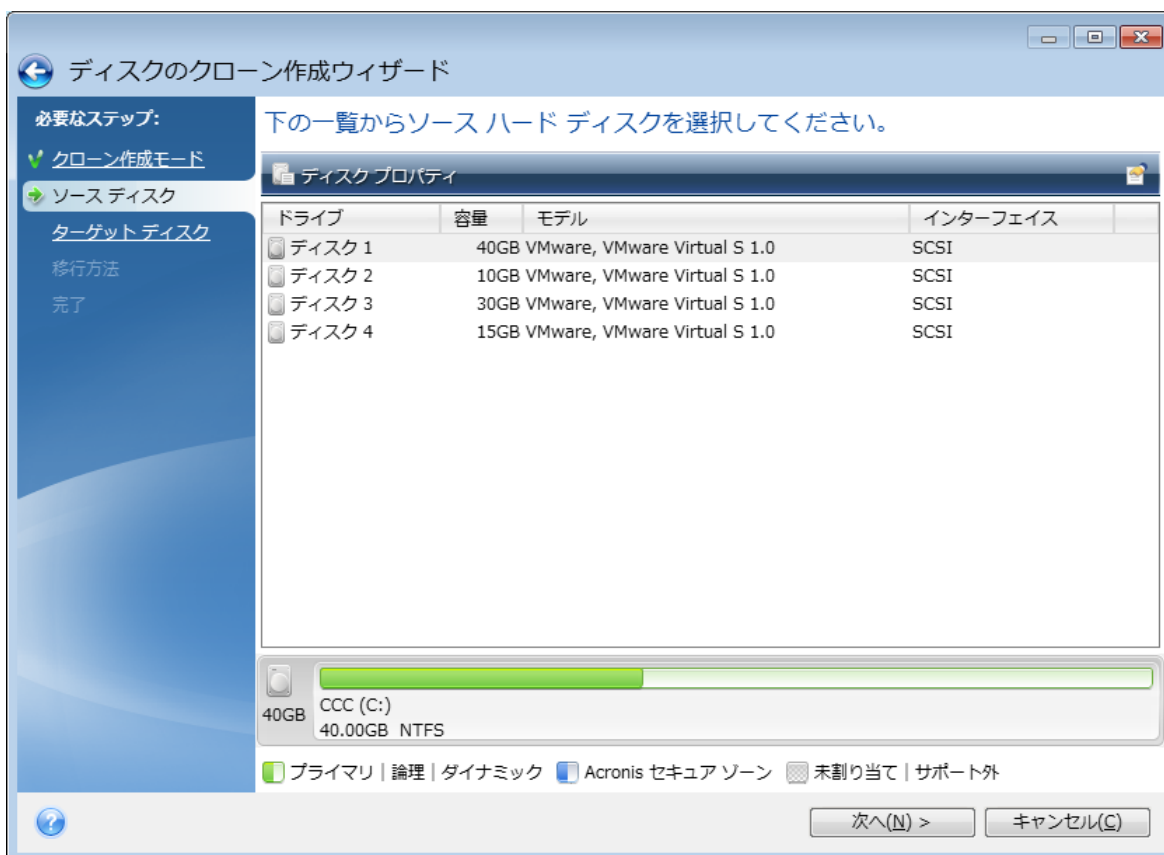 ディスクのクローン作成ウィザード
必要なステップ:
クローン作成モード
ソース ディスク
ターゲット ディスク
移行方法
完了
下の一覧からソース ハード ディスクを選択してください。
ディスク プロパティ
ドライブ 容量 モデル インターフェイス
ディスク 1 40GB VMware, VMware Virtual S 1.0 SCSI
ディスク 2 10GB VMware, VMware Virtual S 1.0 SCSI
ディスク 3 30GB VMware, VMware Virtual S 1.0 SCSI
ディスク 4 15GB VMware, VMware Virtual S 1.0 SCSI
40GB
CCC (C:)
40.00GB NTFS
プライマリ | 論理 | ダイナミック Acronis セキュア ゾーン 未割り当て | サポート外
次へ(N) > キャンセル(C)